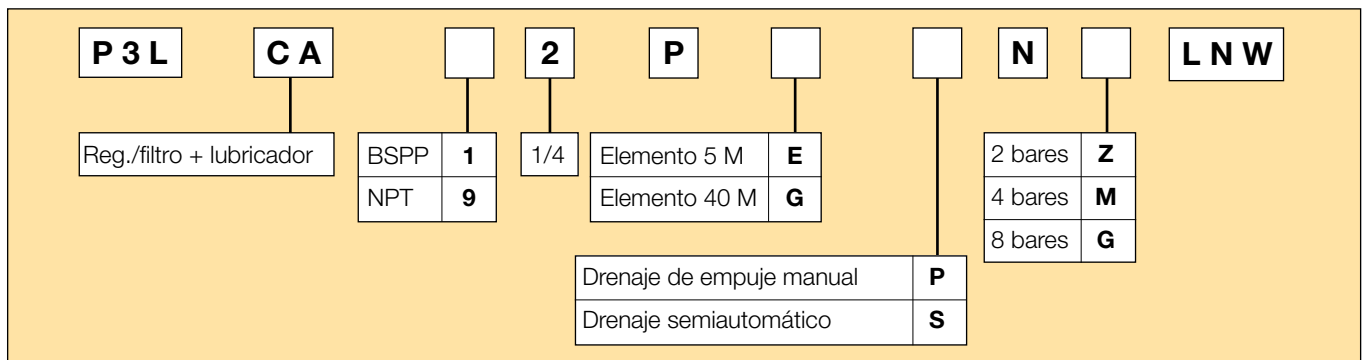 P 3 L C A 2 P N L N W
Reg./filtro + lubricador
BSPP 1
NPT 9
1/4
Elemento 5 M E
Elemento 40 M G
2 bares Z
4 bares M
8 bares G
Drenaje de empuje manual P
Drenaje semiautomático S